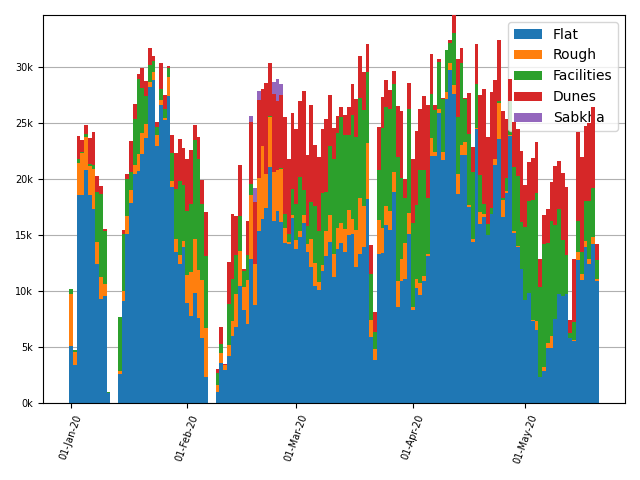 30k
25k
20k
15k
10k
5k
0k
01-Jan-20
01-Feb-20
01-Mar-20
01-Apr-20
01-May-20
Flat
Rough
Facilities
Dunes
Sabkha